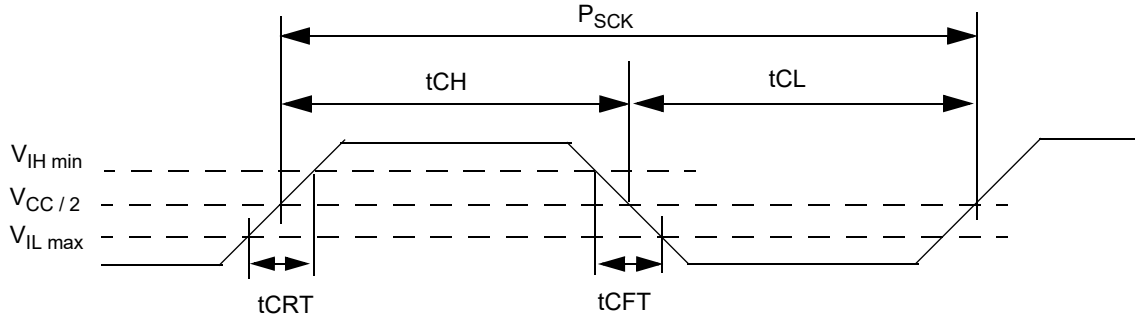 PSCK
tCH
tCL
VIH min
VCC / 2
VIL max
tCRT
tCFT